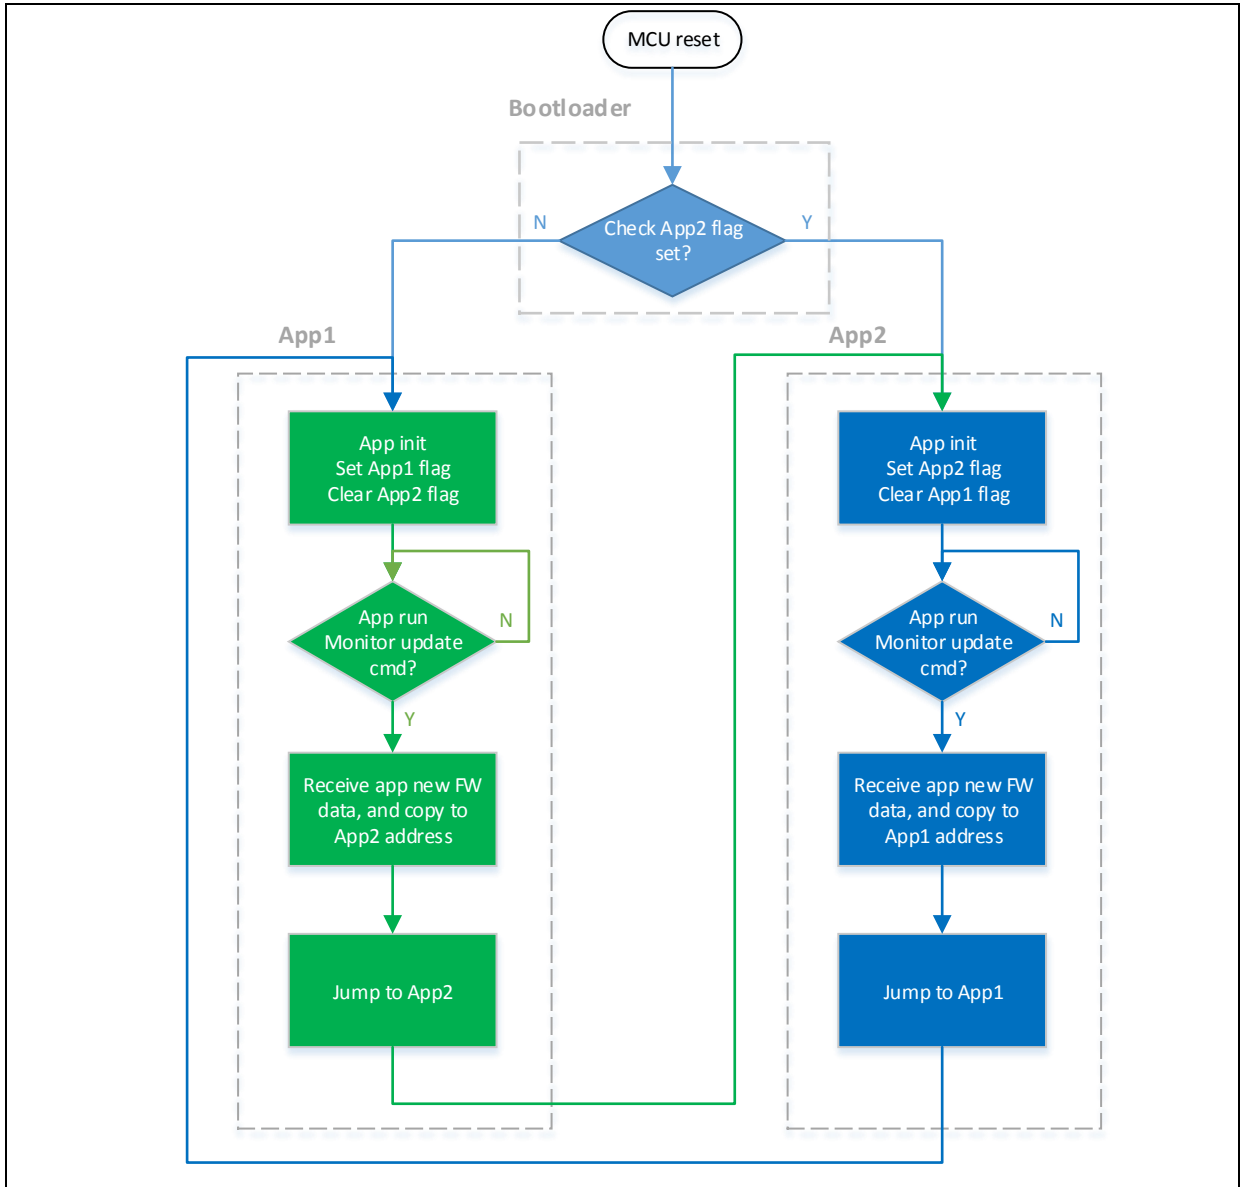 MCU reset
Bootloader
Check App2 flag
set?
N
Y
App1
App init
Set App1 flag
Clear App2 flag
App run
Monitor update
cmd?
N
Y
Receive app new FW
data, and copy to
App2 address
Jump to App2
App2
App init
Set App2 flag
Clear App1 flag
App run
Monitor update
cmd?
N
Y
Receive app new FW
data, and copy to
App1 address
Jump to App1